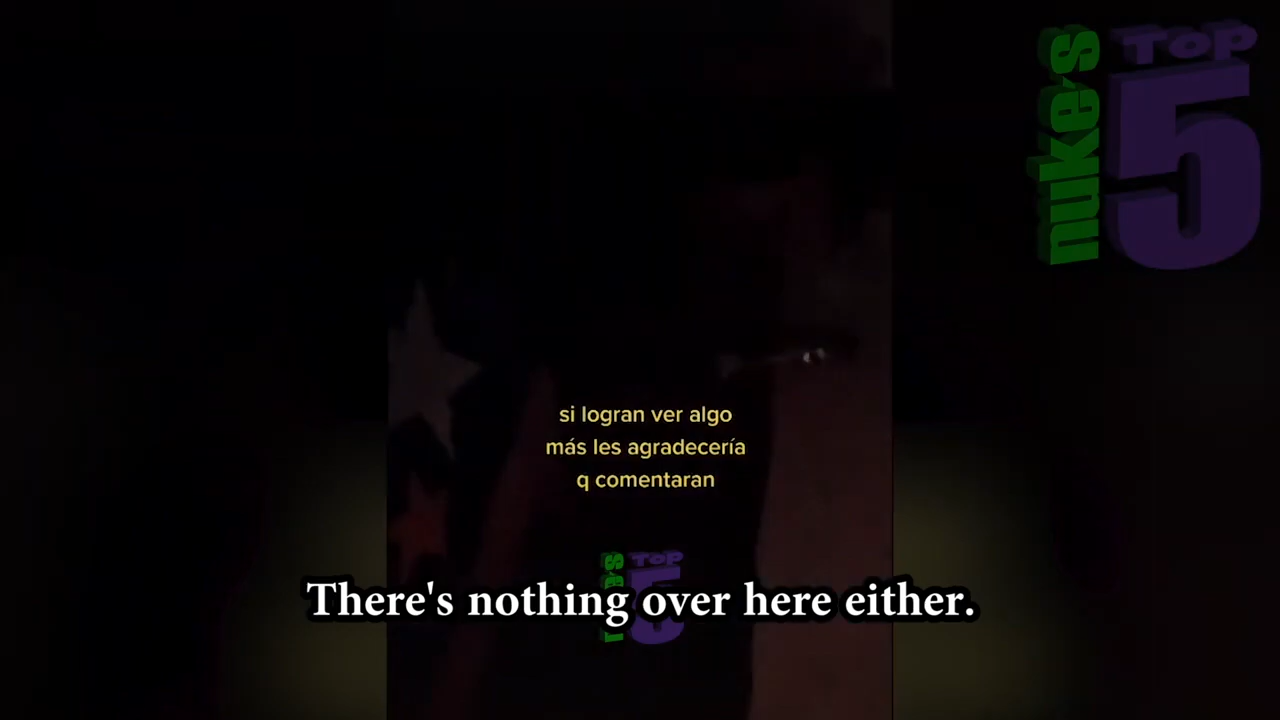 nuke's Top 5
si logran ver algo
más les agradecería
q comentaran
nuke's Top 5
There's nothing over here either.